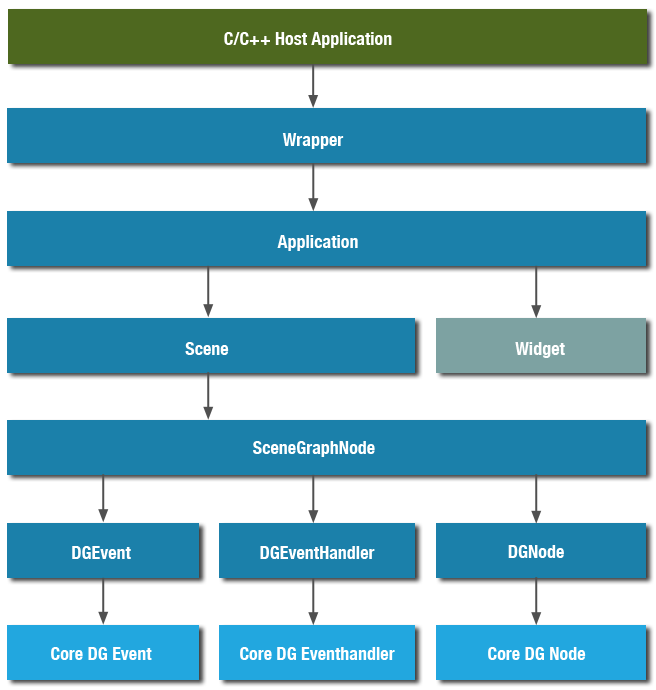 C/C++ Host Application
Wrapper
Application
Scene
Widget
SceneGraphNode
DGEvent
DGEventHandler
DGNode
Core DG Event
Core DG Eventhandler
Core DG Node